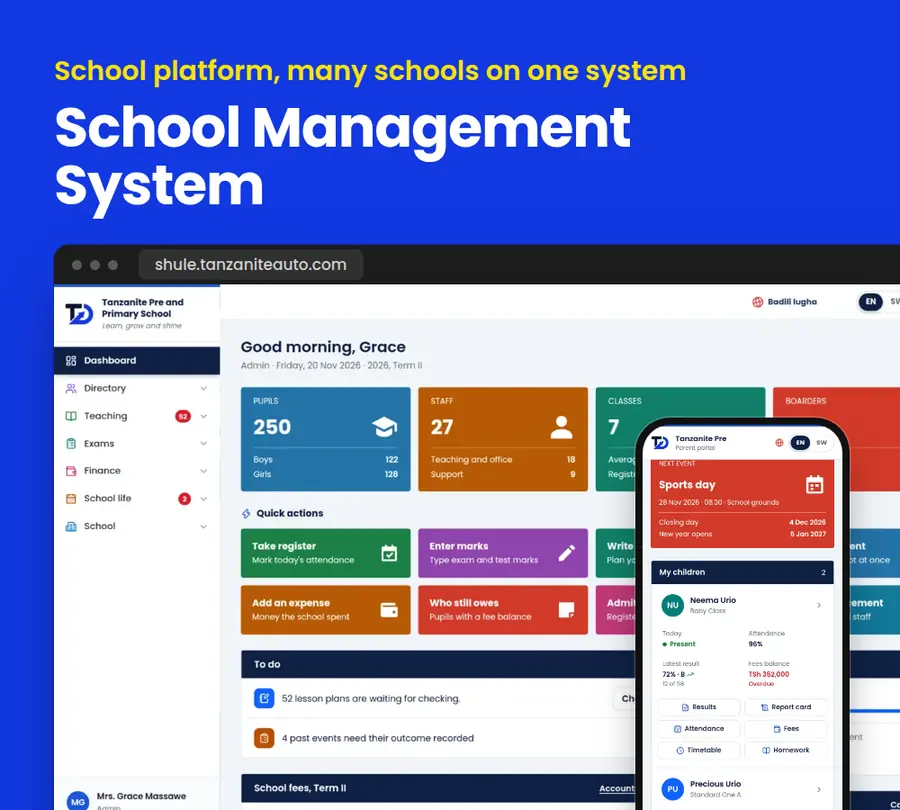 School platform, many schools on one system
School Management
System
shule.tanzaniteauto.com
Tanzanite Pre and
Primary School
Learn, grow and shine
Badili lugha
EN
SW
Dashboard
Directory
Teaching
52
Exams
Finance
School life
2
School
MG
Mrs. Grace Massawe
Admin
Good morning, Grace
Admin · Friday, 20 Nov 2026 · 2026, Term II
PUPILS
250
Boys
122
Girls
128
STAFF
27
Teaching and office
18
Support
9
CLASSES
7
BOARDERS
Quick actions
Take register
Mark today's attendance
Enter marks
Type exam and test marks
Write
Add an expense
Money the school spent
Who still owes
Pupils with a fee balance
To do
52 lesson plans are waiting for checking.
4 past events need their outcome recorded
School fees, Term II
Account
Tanzanite Pre
Parent portal
EN
SW
NEXT EVENT
Sports day
28 Nov 2026 · 08:30 · School grounds
Closing day
4 Dec 2026
New year opens
5 Jan 2027
My children
2
NU
Neema Urio
Baby Class
Today
Present
Attendance
96%
Latest result
72% · B
12 of 58
Fees balance
TSh 352,000
Overdue
Results
Report card
Attendance
Fees
Timetable
Homework
PU
Precious Urio
Standard One A